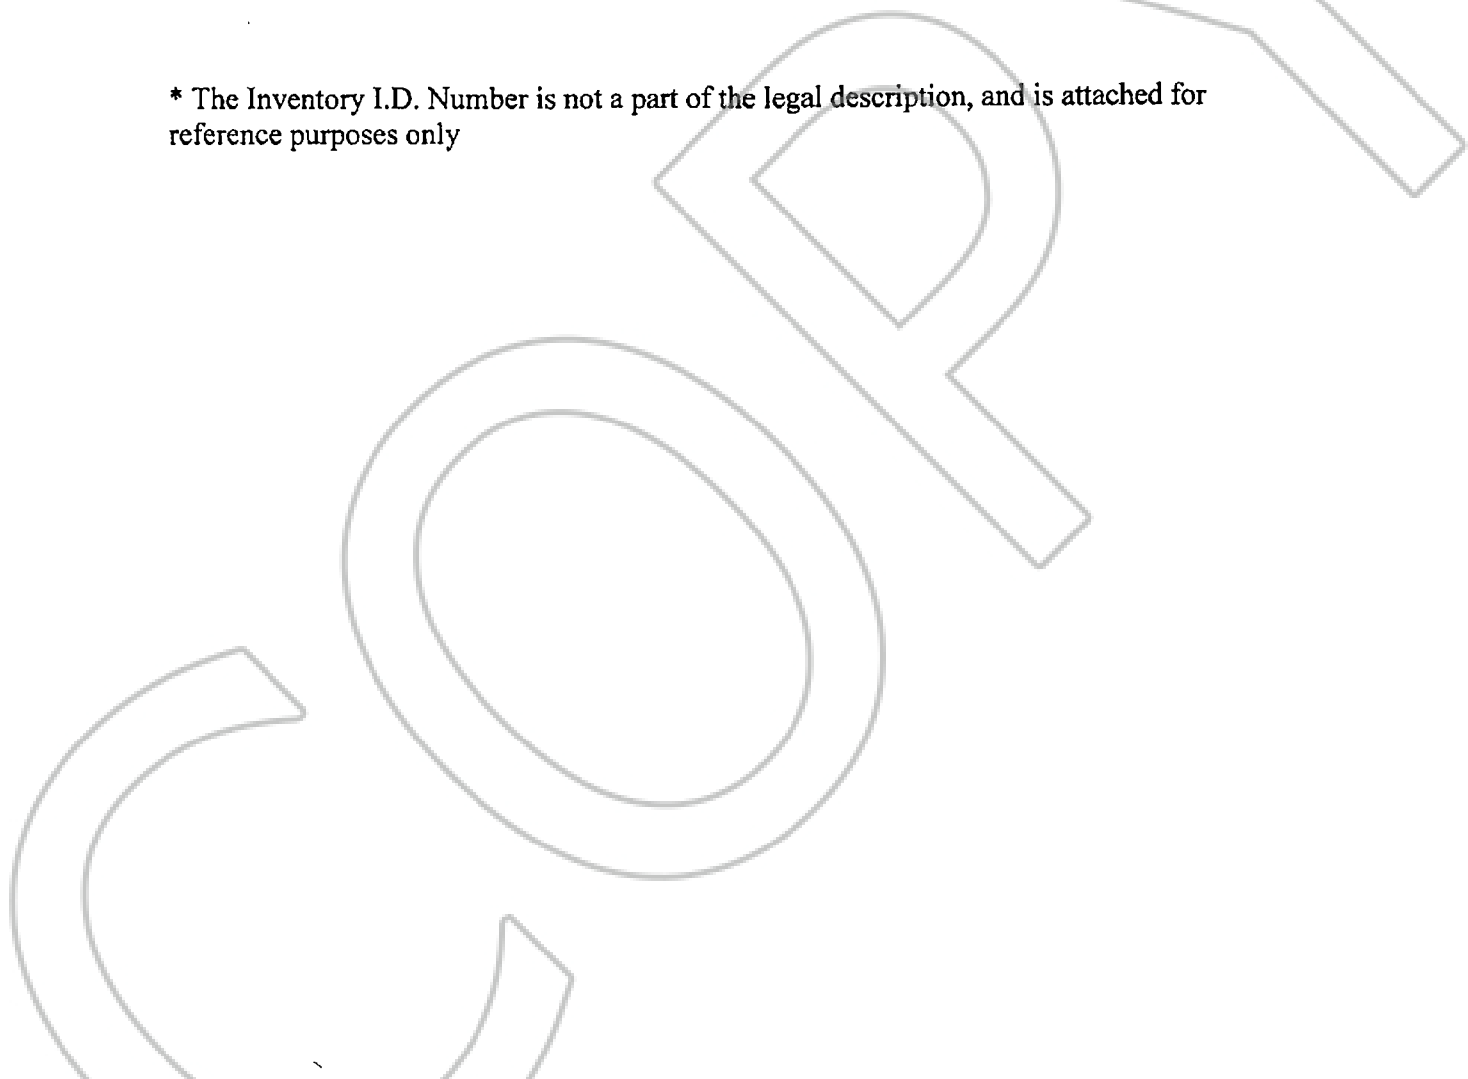 * The Inventory I.D. Number is not a part of the legal description, and is attached for
reference purposes only
COPY